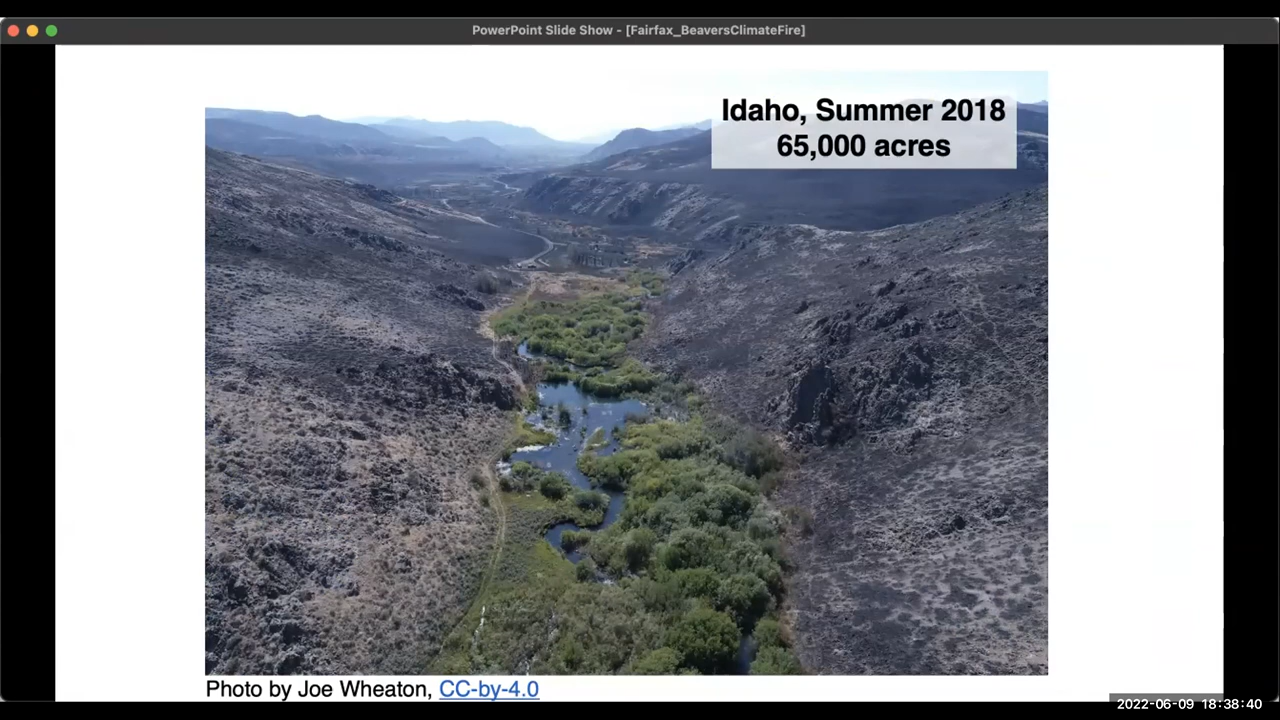 PowerPoint Slide Show - [Fairfax_BeaversClimateFire]
Idaho, Summer 2018
65,000 acres
Photo by Joe Wheaton, CC-by-4.0
2022-06-09 18:38:40